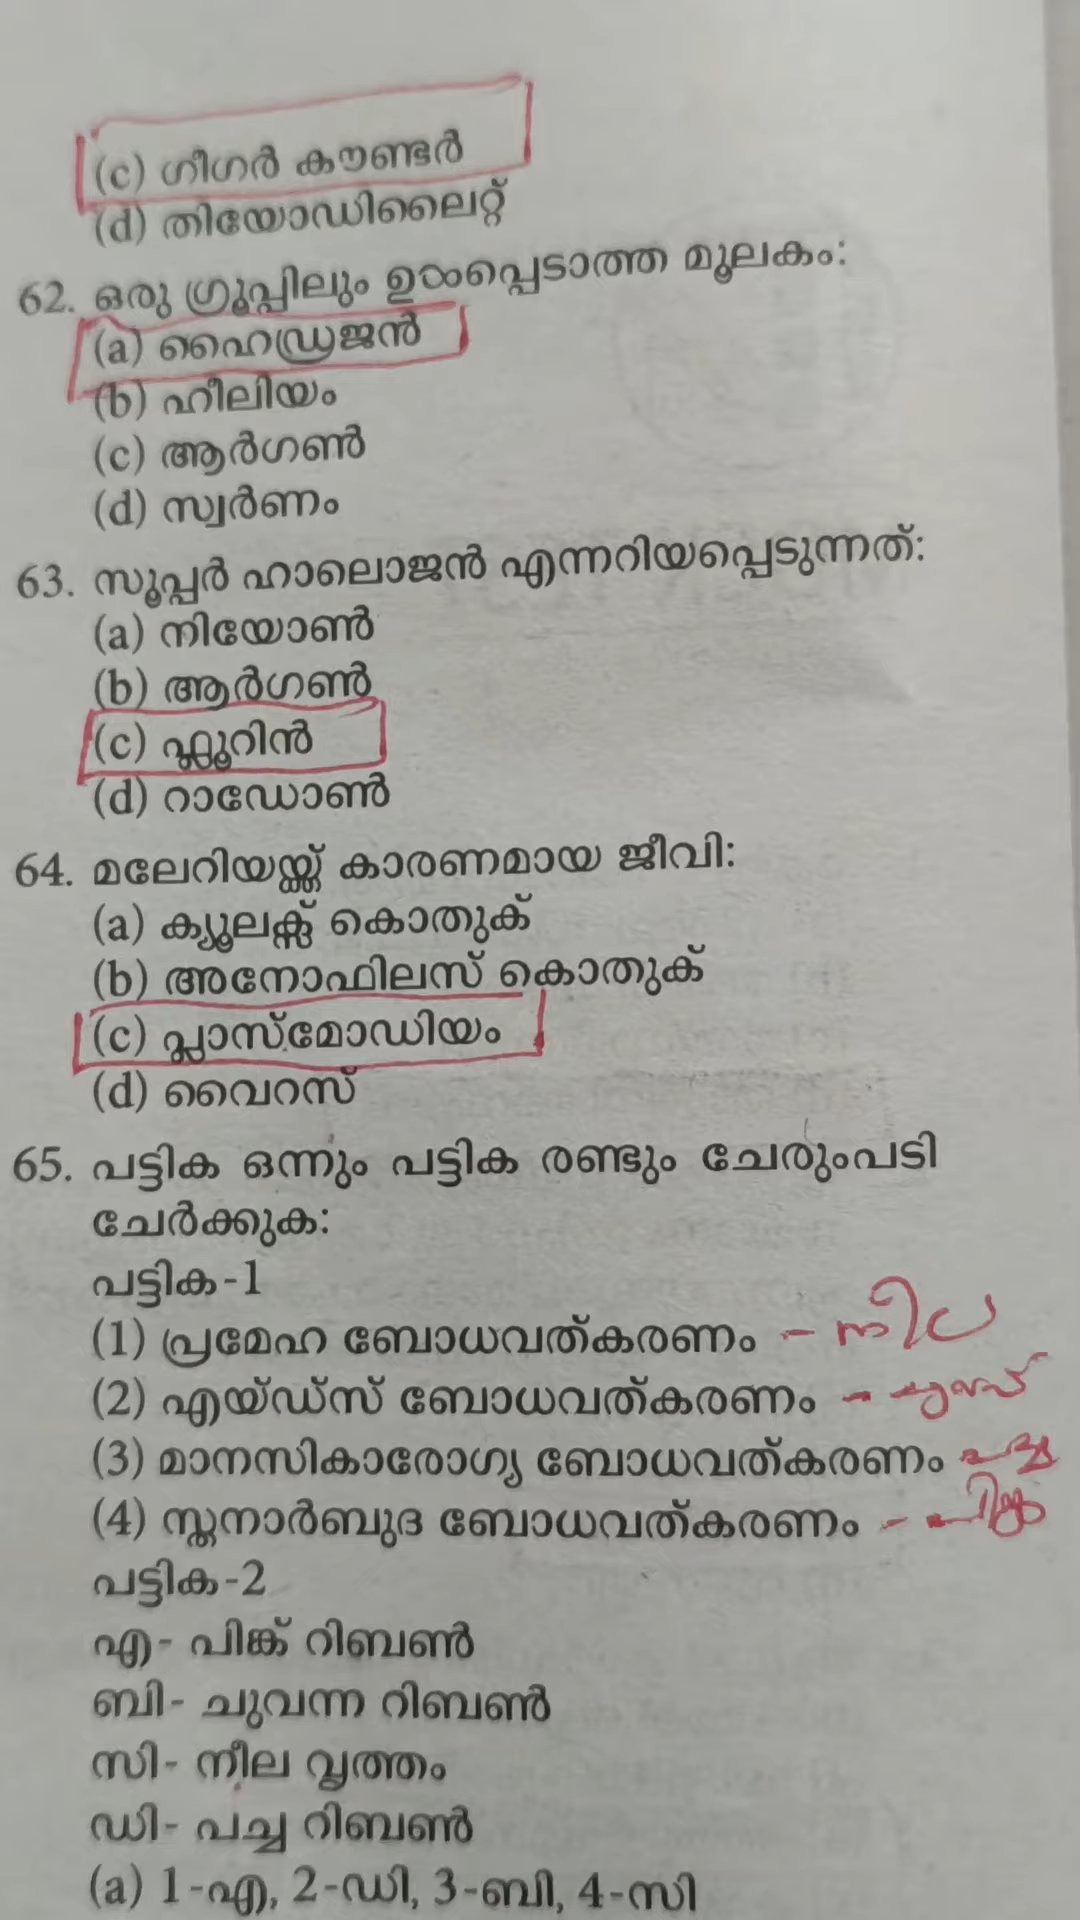 (c) ഗീഗർ കൗണ്ടർ
(d) തിയോഡിലൈറ്റ്
62. ഒരു ഗ്രൂപ്പിലും ഉൾപ്പെടാത്ത മൂലകം:
(a) ഹൈഡ്രജൻ
(b) ഹീലിയം
(c) ആർഗൺ
(d) സ്വർണം
63. സൂപ്പർ ഹാലൊജൻ എന്നറിയപ്പെടുന്നത്:
(a) നിയോൺ
(b) ആർഗൺ
(c) ഫ്ലൂറിൻ
(d) റാഡോൺ
64. മലേറിയയ്ക്ക് കാരണമായ ജീവി:
(a) ക്യൂലക്സ് കൊതുക്
(b) അനോഫിലസ് കൊതുക്
(c) പ്ലാസ്മോഡിയം
(d) വൈറസ്
65. പട്ടിക ഒന്നും പട്ടിക രണ്ടും ചേരുംപടി
ചേർക്കുക:
പട്ടിക-1
(1) പ്രമേഹ ബോധവത്കരണം - നീല
(2) എയ്ഡ്സ് ബോധവത്കരണം -
(3) മാനസികാരോഗ്യ ബോധവത്കരണം പച്ച
(4) സ്തനാർബുദ ബോധവത്കരണം - പിങ്ക്
പട്ടിക-2
എ- പിങ്ക് റിബൺ
ബി- ചുവന്ന റിബൺ
സി- നീല വൃത്തം
ഡി- പച്ച റിബൺ
(a) 1-എ, 2-ഡി, 3-ബി, 4-സി